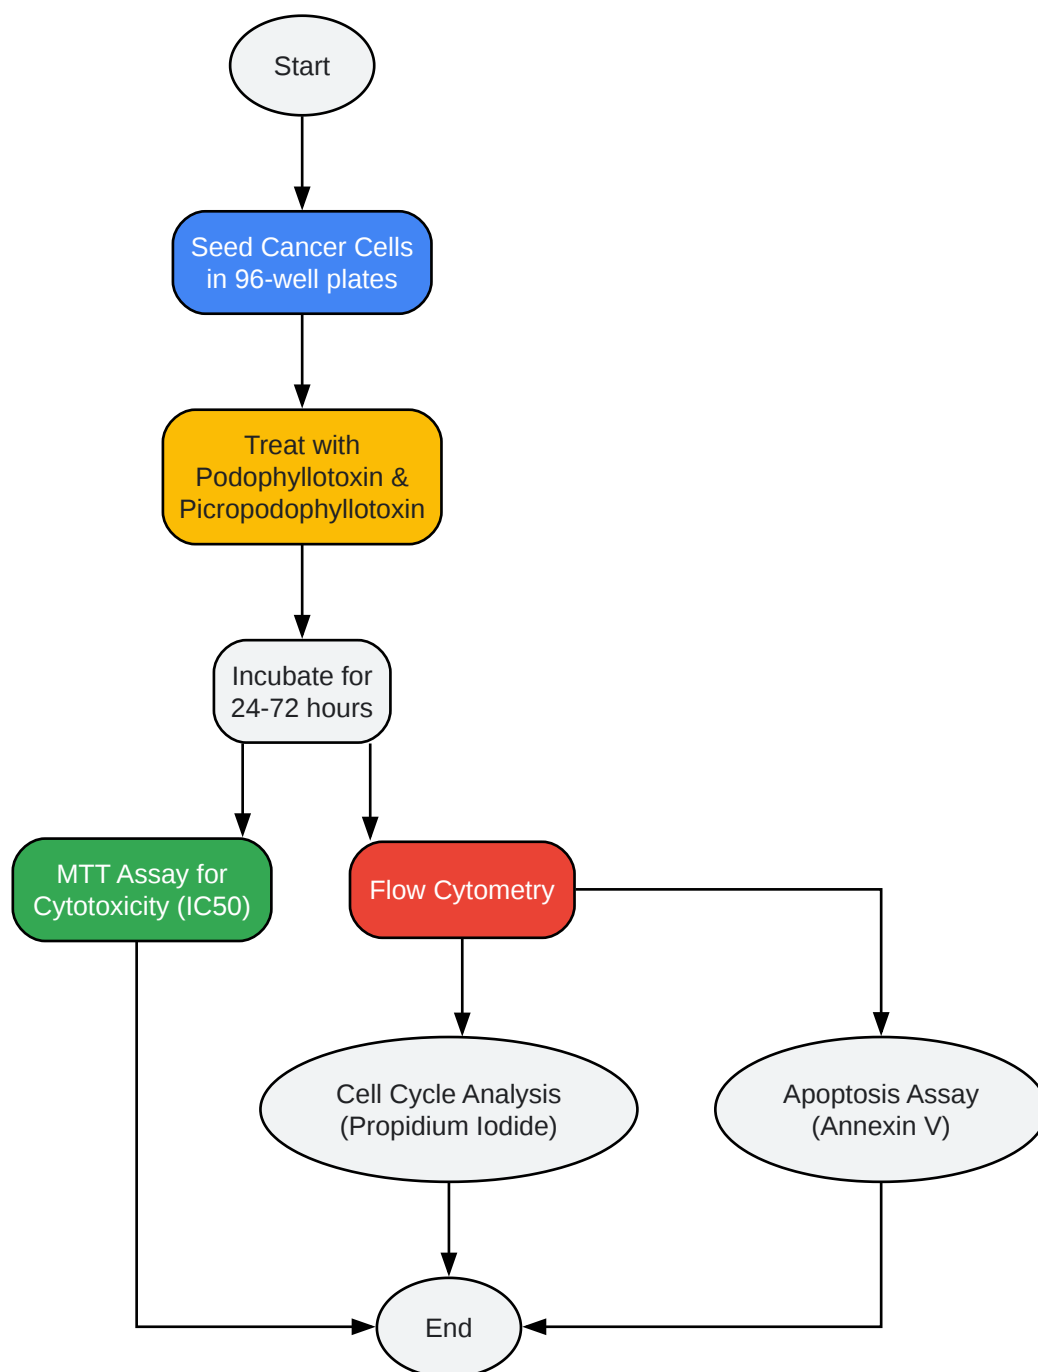 Start
Seed Cancer Cells
in 96-well plates
Treat with
Podophyllotoxin &
Picropodophyllotoxin
Incubate for
24-72 hours
MTT Assay for
Cytotoxicity (IC50)
Flow Cytometry
Cell Cycle Analysis
(Propidium Iodide)
Apoptosis Assay
(Annexin V)
End